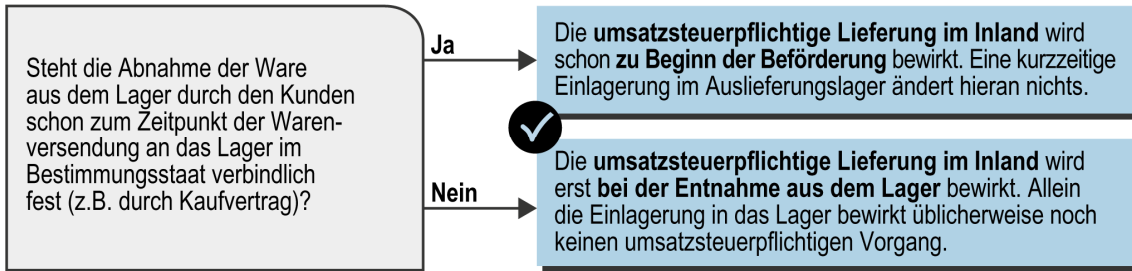 Steht die Abnahme der Ware
aus dem Lager durch den Kunden
schon zum Zeitpunkt der Waren-
versendung an das Lager im
Bestimmungsstaat verbindlich
fest (z.B. durch Kaufvertrag)?
Ja
Die umsatzsteuerpflichtige Lieferung im Inland wird
schon zu Beginn der Beförderung bewirkt. Eine kurzzeitige
Einlagerung im Auslieferungslager ändert hieran nichts.
Nein
Die umsatzsteuerpflichtige Lieferung im Inland wird
erst bei der Entnahme aus dem Lager bewirkt. Allein
die Einlagerung in das Lager bewirkt üblicherweise noch
keinen umsatzsteuerpflichtigen Vorgang.